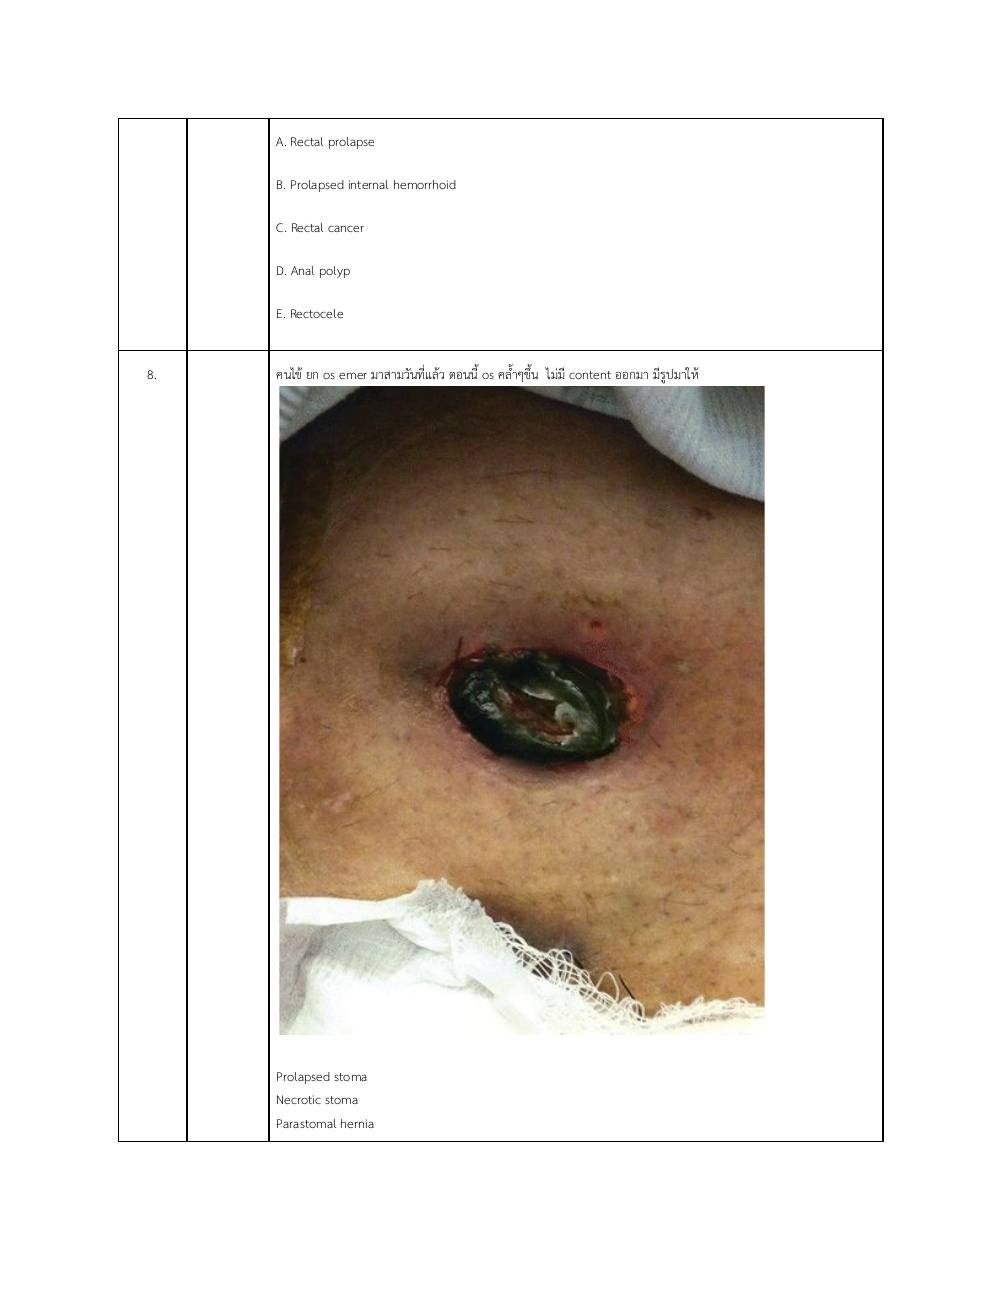 A. Rectal prolapse
B. Prolapsed internal hemorrhoid
C. Rectal cancer
D. Anal polyp
E. Rectocele
8.
คนไข้ ยก os emer มาสามวันที่แล้ว ตอนนี้ os คล้ำๆขึ้น ไม่มี content ออกมา มีรูปมาให้
Prolapsed stoma
Necrotic stoma
Parastomal hernia